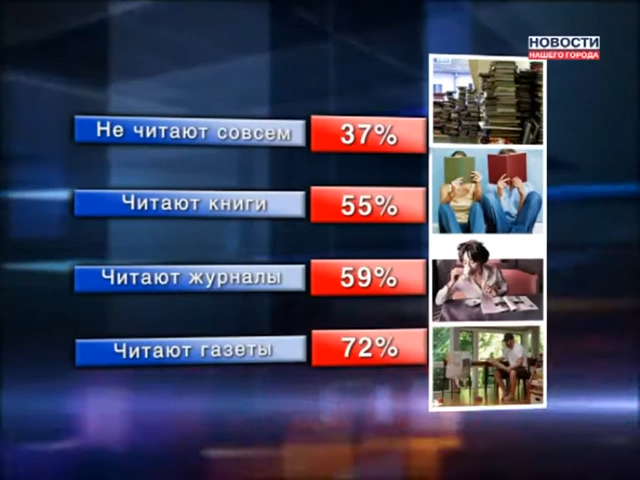 НОВОСТИ
НАШЕГО ГОРОДА
Не читают совсем 37%
Читают книги 55%
Читают журналы 59%
Читают газеты 72%